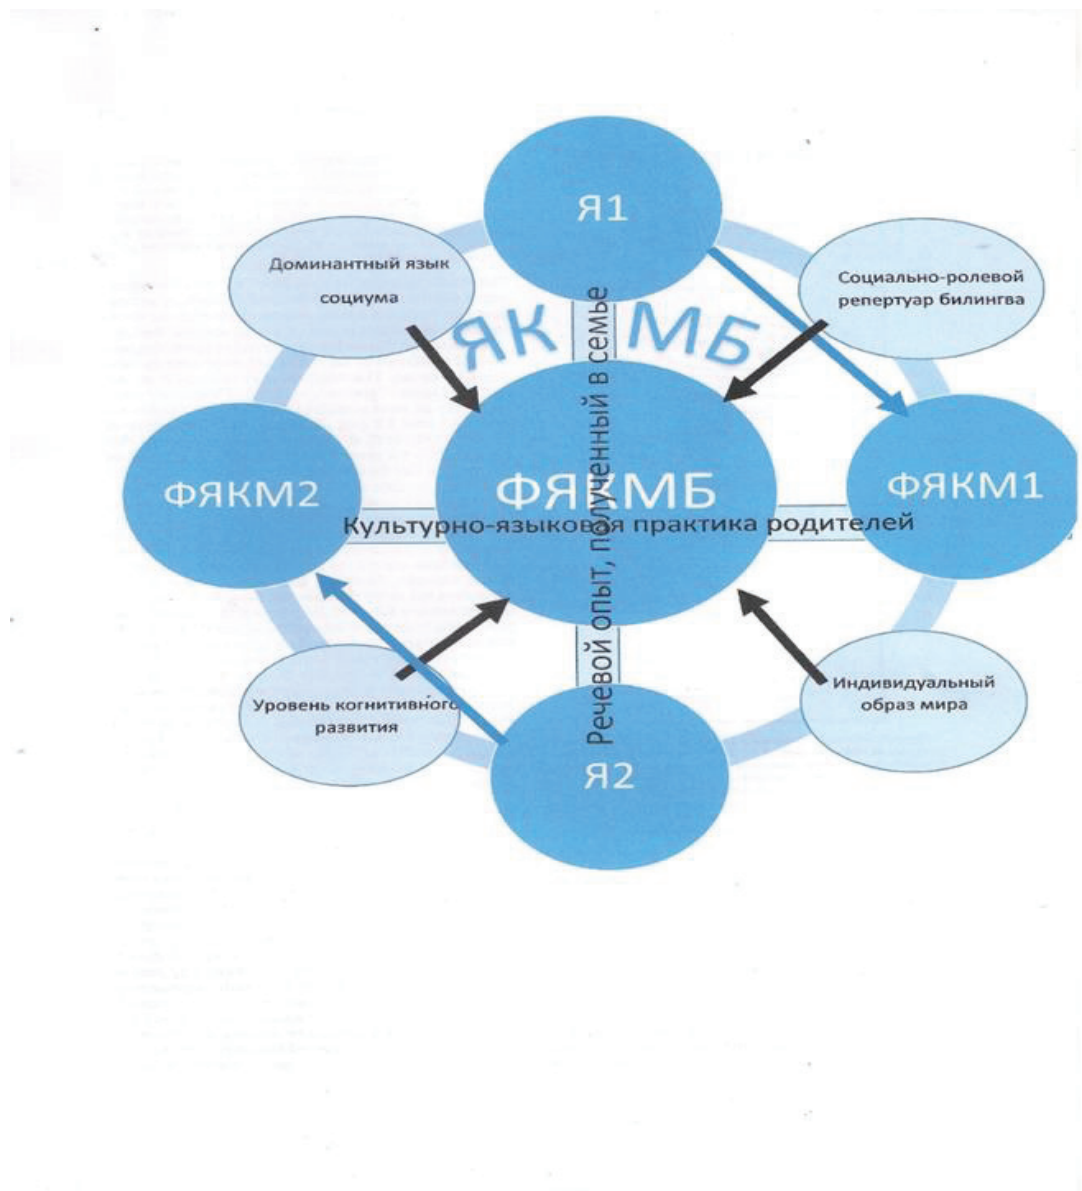 Я1
Доминантный язык
социума
Социально-ролевой
репертуар билингва
ЯК МБ
Речевой опыт, полученный в семье
ФЯКМ2
ФЯКМБ
ФЯКМ1
Культурно-языковая практика родителей
Уровень когнитивного
развития
Индивидуальный
образ мира
Я2